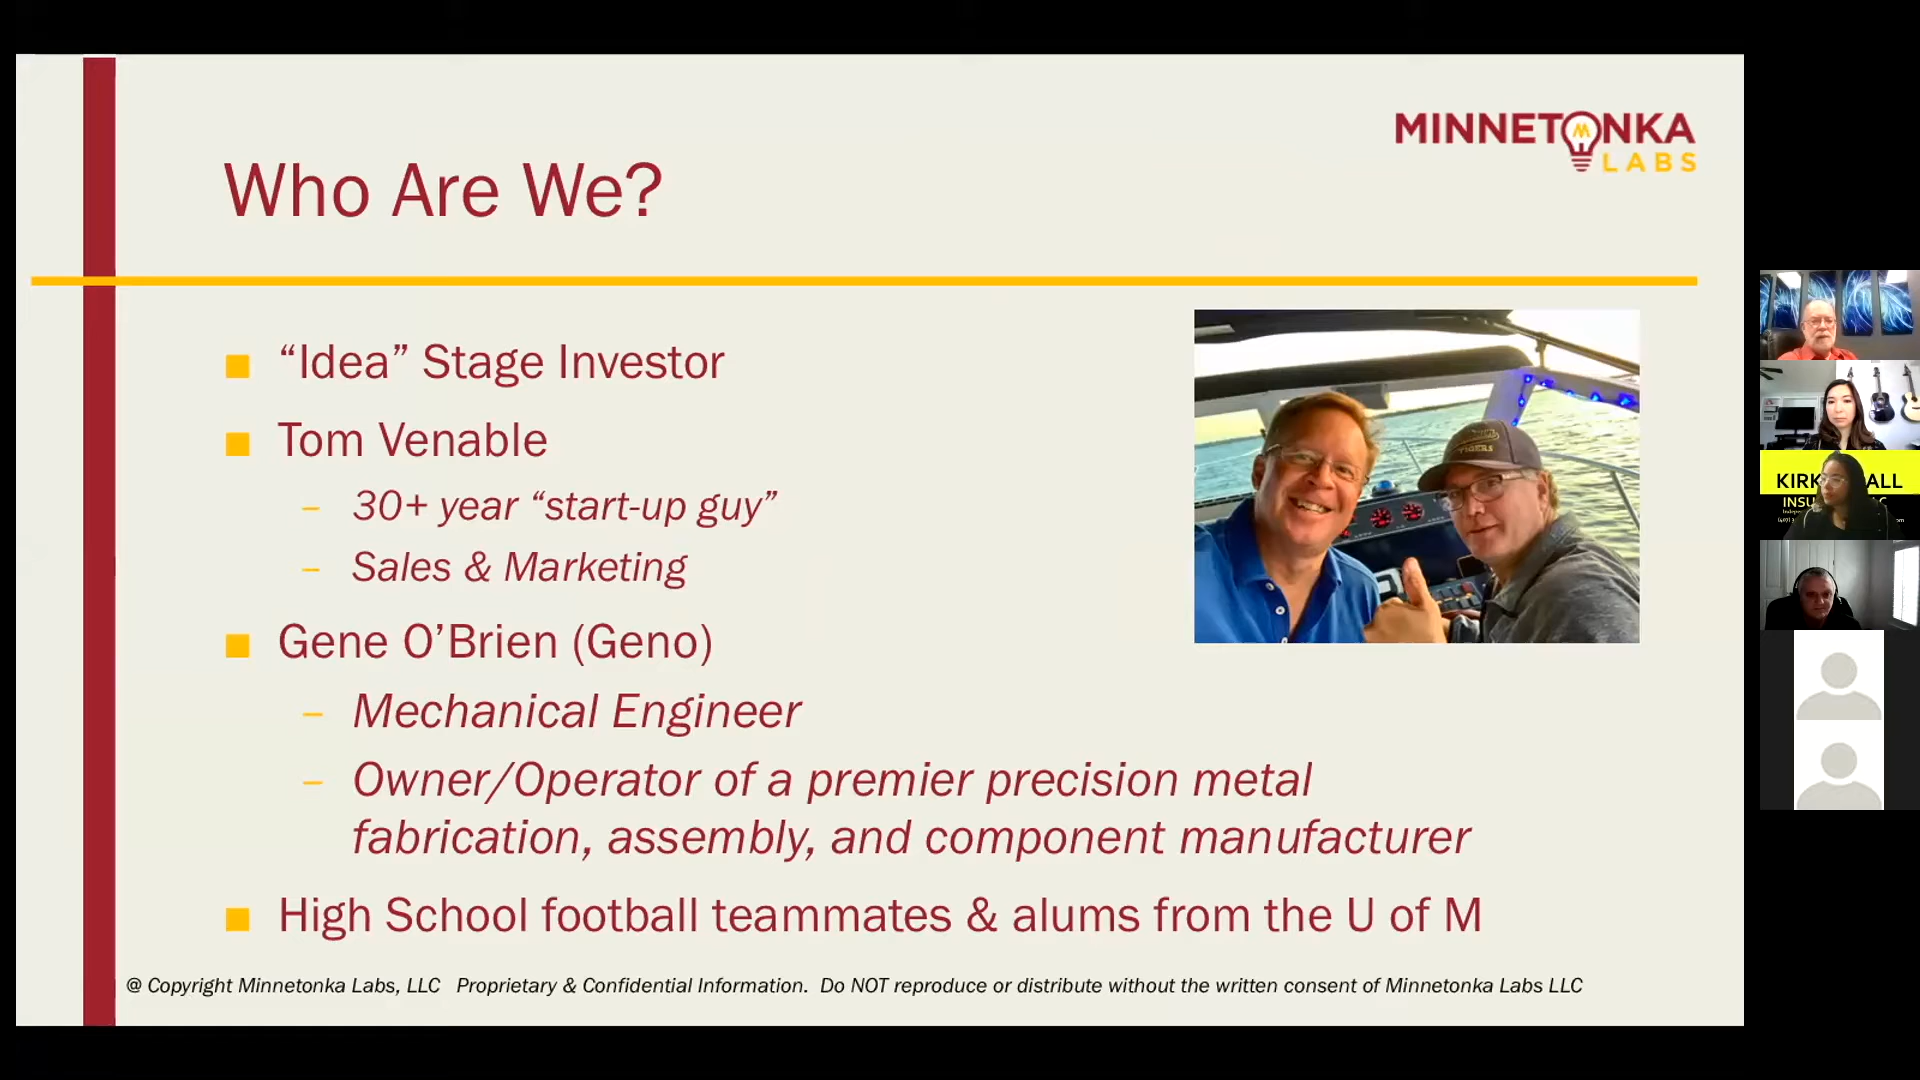 MINNETONKA
LABS
Who Are We?
“Idea” Stage Investor
Tom Venable
– 30+ year “start-up guy”
– Sales & Marketing
Gene O’Brien (Geno)
– Mechanical Engineer
– Owner/Operator of a premier precision metal
fabrication, assembly, and component manufacturer
High School football teammates & alums from the U of M
@ Copyright Minnetonka Labs, LLC Proprietary & Confidential Information. Do NOT reproduce or distribute without the written consent of Minnetonka Labs LLC
TIGERS
KIRK ALL
INSU